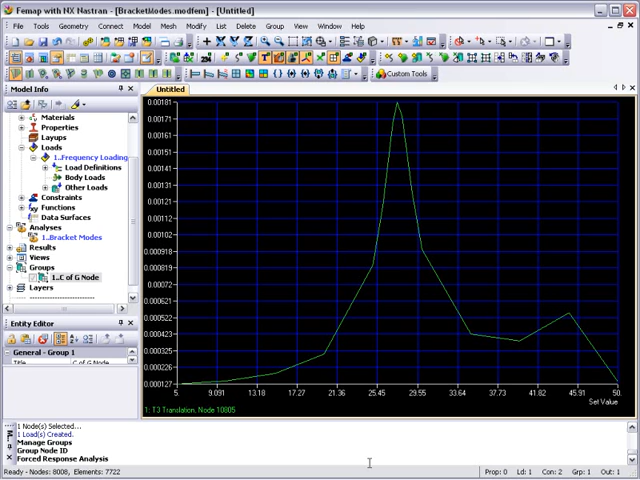 Femap with NX Nastran - [BracketModes.modfem] - [Untitled]
File Tools Geometry Connect Model Mesh Modify List Delete Group View Window Help
Custom Tools
Model Info
Untitled
Materials
Properties
Layups
Loads
1..Frequency Loading
Load Definitions
Body Loads
Other Loads
Constraints
Functions
Data Surfaces
Analyses
1..Bracket Modes
Results
Views
Groups
1..C of G Node
Layers
Entity Editor
General - Group 1
Title C of G Node
0.00181
0.00171
0.00161
0.00151
0.00141
0.00131
0.00121
0.00112
0.00102
0.000918
0.000819
0.00072
0.000621
0.000522
0.000423
0.000325
0.000226
0.000127
5. 9.091 13.18 17.27 21.36 25.45 29.55 33.64 37.73 41.82 45.91 50.
Set Value
1: T3 Translation, Node 10805
1 Node(s) Selected...
1 Load(s) Created.
Manage Groups
Group Node ID
Forced Response Analysis
Ready - Nodes: 8008, Elements: 7722
Prop: 0 Ld: 1 Con: 2 Grp: 1 Out: 1